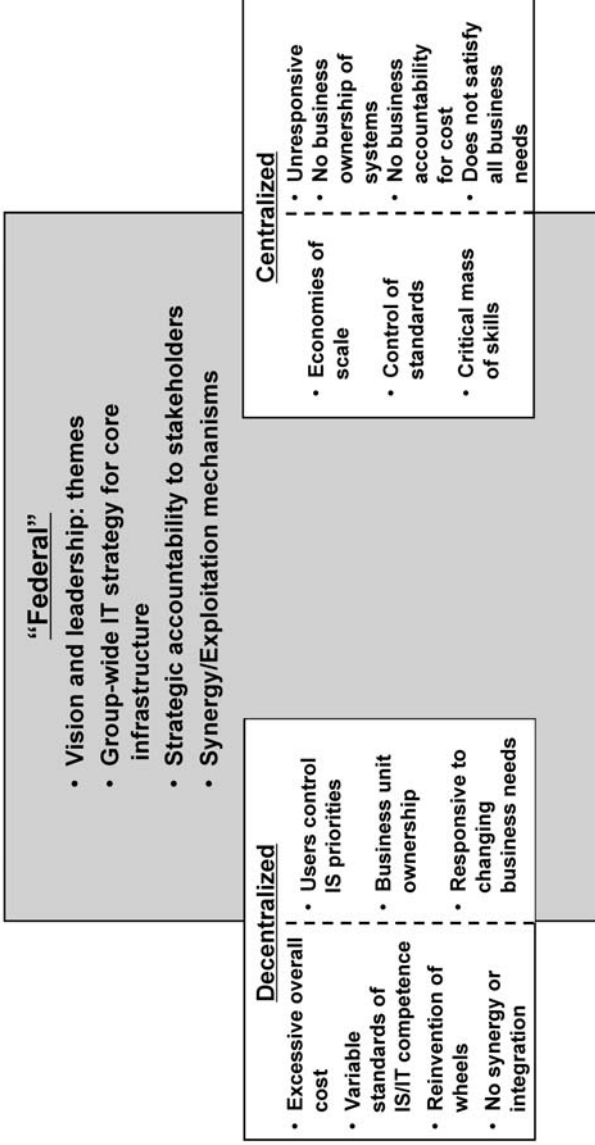 “Federal”
• Vision and leadership: themes
• Group-wide IT strategy for core
infrastructure
• Strategic accountability to stakeholders
• Synergy/Exploitation mechanisms
Decentralized
• Excessive overall
cost
• Variable
standards of
IS/IT competence
• Reinvention of
wheels
• No synergy or
integration
• Users control
IS priorities
• Business unit
ownership
• Responsive to
changing
business needs
Centralized
• Economies of
scale
• Control of
standards
• Critical mass
of skills
• Unresponsive
• No business
ownership of
systems
• No business
accountability
for cost
• Does not satisfy
all business
needs